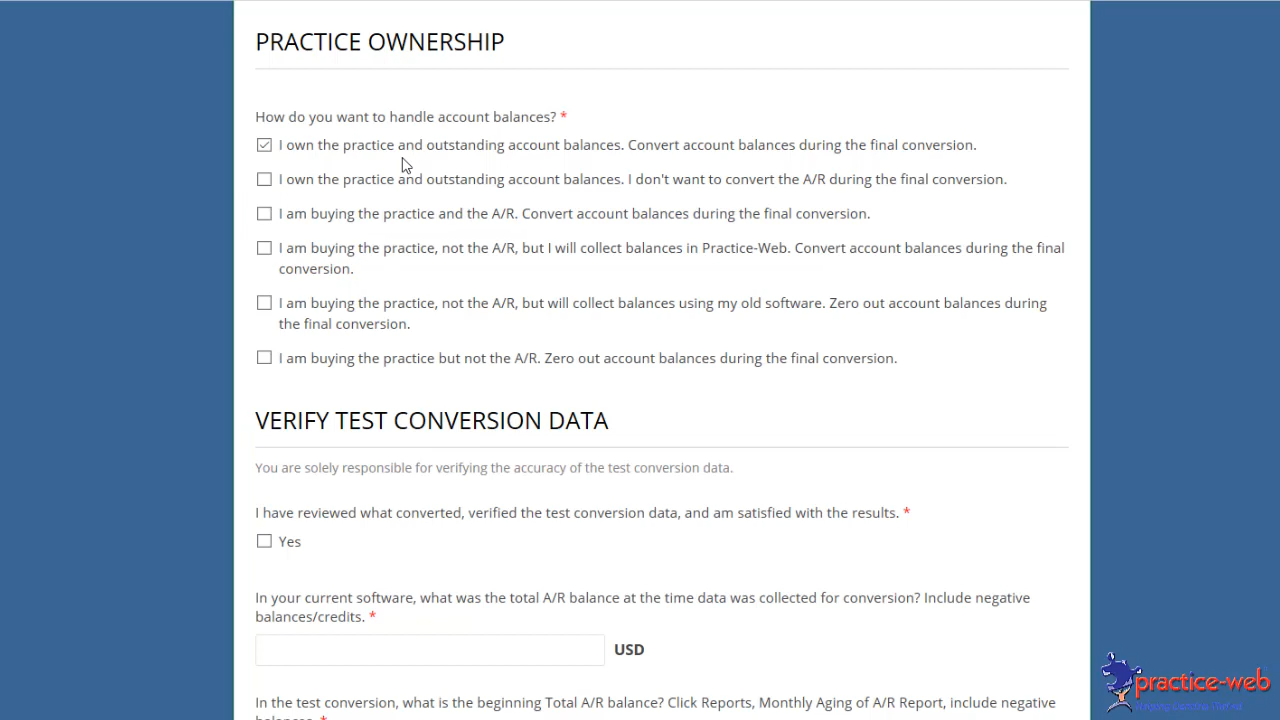 PRACTICE OWNERSHIP
How do you want to handle account balances? *
I own the practice and outstanding account balances. Convert account balances during the final conversion.
I own the practice and outstanding account balances. I don't want to convert the A/R during the final conversion.
I am buying the practice and the A/R. Convert account balances during the final conversion.
I am buying the practice, not the A/R, but I will collect balances in Practice-Web. Convert account balances during the final
conversion.
I am buying the practice, not the A/R, but will collect balances using my old software. Zero out account balances during
the final conversion.
I am buying the practice but not the A/R. Zero out account balances during the final conversion.
VERIFY TEST CONVERSION DATA
You are solely responsible for verifying the accuracy of the test conversion data.
I have reviewed what converted, verified the test conversion data, and am satisfied with the results. *
Yes
In your current software, what was the total A/R balance at the time data was collected for conversion? Include negative
balances/credits. *
USD
In the test conversion, what is the beginning Total A/R balance? Click Reports, Monthly Aging of A/R Report, include negative
practice-web